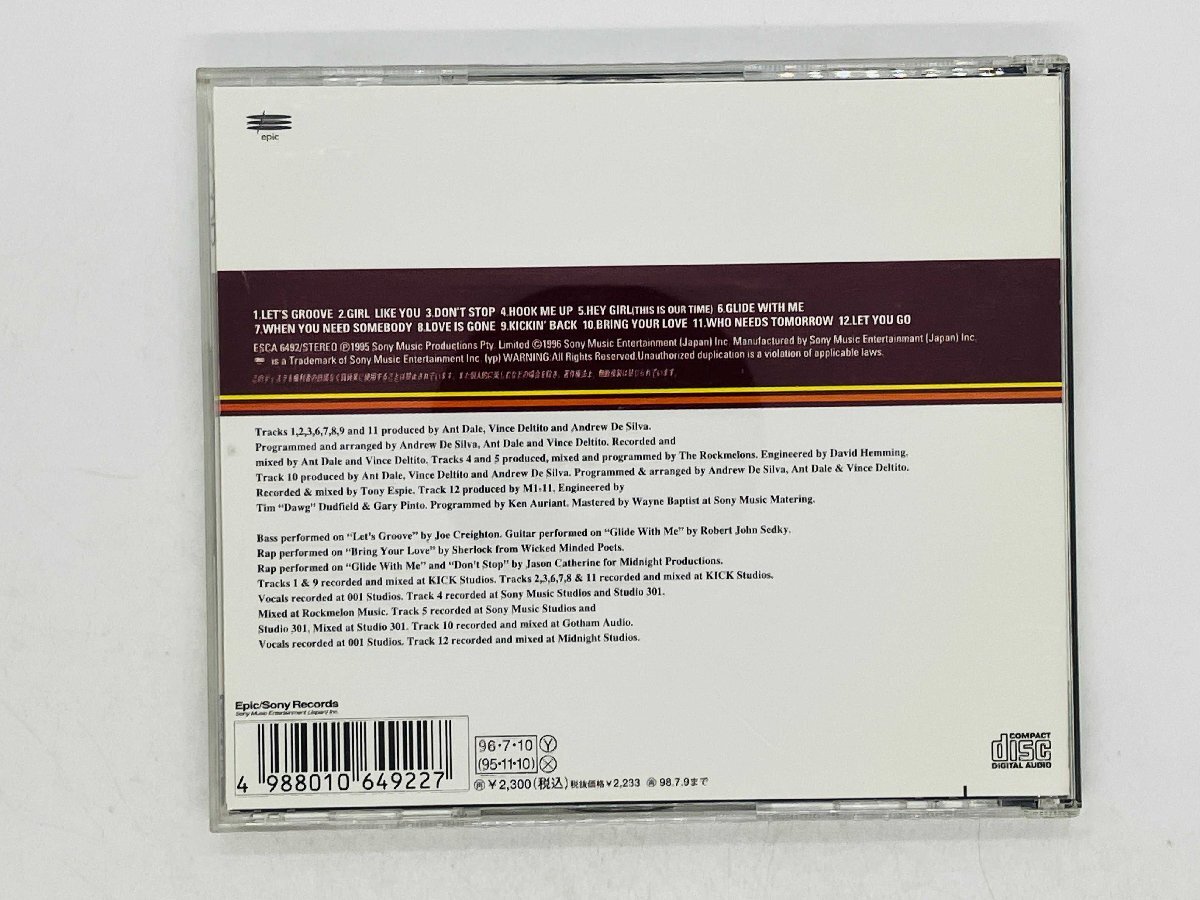 epic
1.LET'S GROOVE 2.GIRL LIKE YOU 3.DON'T STOP 4.HOOK ME UP 5.HEY GIRL(THIS IS OUR TIME) 6.GLIDE WITH ME
7.WHEN YOU NEED SOMEBODY 8.LOVE IS GONE 9.KICKIN' BACK 10.BRING YOUR LOVE 11.WHO NEEDS TOMORROW 12.LET YOU GO
ESCA 6492/STEREO Ⓟ1995 Sony Music Productions Pty. Limited ©1996 Sony Music Entertainment (Japan) Inc. Manufactured by Sony Music Entertainmant (Japan) Inc.
is a Trademark of Sony Music Entertainment Inc. (yp) WARNING:All Rights Reserved.Unauthorized duplication is a violation of applicable laws.
Tracks 1,2,3,6,7,8,9 and 11 produced by Ant Dale, Vince Deltito and Andrew De Silva.
Programmed and arranged by Andrew De Silva, Ant Dale and Vince Deltito. Recorded and
mixed by Ant Dale and Vince Deltito. Tracks 4 and 5 produced, mixed and programmed by The Rockmelons. Engineered by David Hemming.
Track 10 produced by Ant Dale, Vince Deltito and Andrew De Silva. Programmed & arranged by Andrew De Silva, Ant Dale & Vince Deltito.
Recorded & mixed by Tony Espie. Track 12 produced by M1-11. Engineered by
Tim "Dawg" Dudfield & Gary Pinto. Programmed by Ken Auriant. Mastered by Wayne Baptist at Sony Music Matering.
Bass performed on "Let's Groove" by Joe Creighton. Guitar performed on "Glide With Me" by Robert John Sedky.
Rap performed on "Bring Your Love" by Sherlock from Wicked Minded Poets.
Rap performed on "Glide With Me" and "Don't Stop" by Jason Catherine for Midnight Productions.
Tracks 1 & 9 recorded and mixed at KICK Studios. Tracks 2,3,6,7,8 & 11 recorded and mixed at KICK Studios.
Vocals recorded at 001 Studios. Track 4 recorded at Sony Music Studios and Studio 301.
Mixed at Rockmelon Music. Track 5 recorded at Sony Music Studios and
Studio 301, Mixed at Studio 301. Track 10 recorded and mixed at Gotham Audio.
Vocals recorded at 001 Studios. Track 12 recorded and mixed at Midnight Studios.
Epic/Sony Records
Sony Music Entertainment (Japan) Inc.
4 988010 649227
96・7・10 Ⓨ
(95・11・10) Ⓧ
㊢¥2,300(税込)税抜価格¥2,233 ㊢98.7.9まで
COMPACT
disc
DIGITAL AUDIO